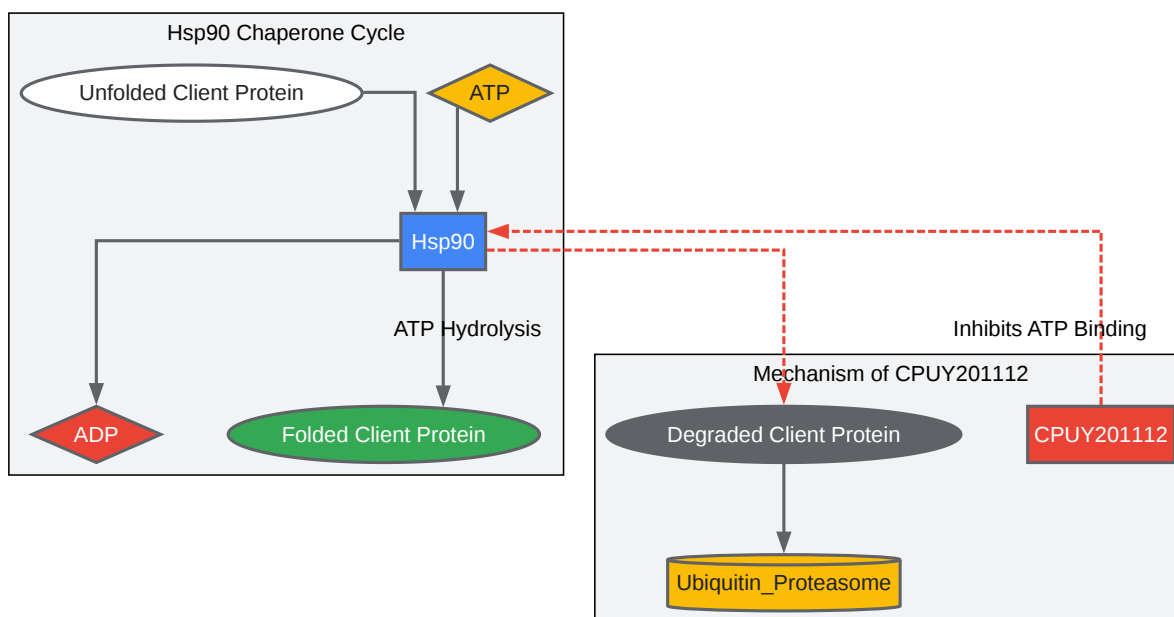 Hsp90 Chaperone Cycle
Unfolded Client Protein
ATP
Hsp90
ATP Hydrolysis
Inhibits ATP Binding
Mechanism of CPUY201112
ADP
Folded Client Protein
Degraded Client Protein
CPUY201112
Ubiquitin_Proteasome